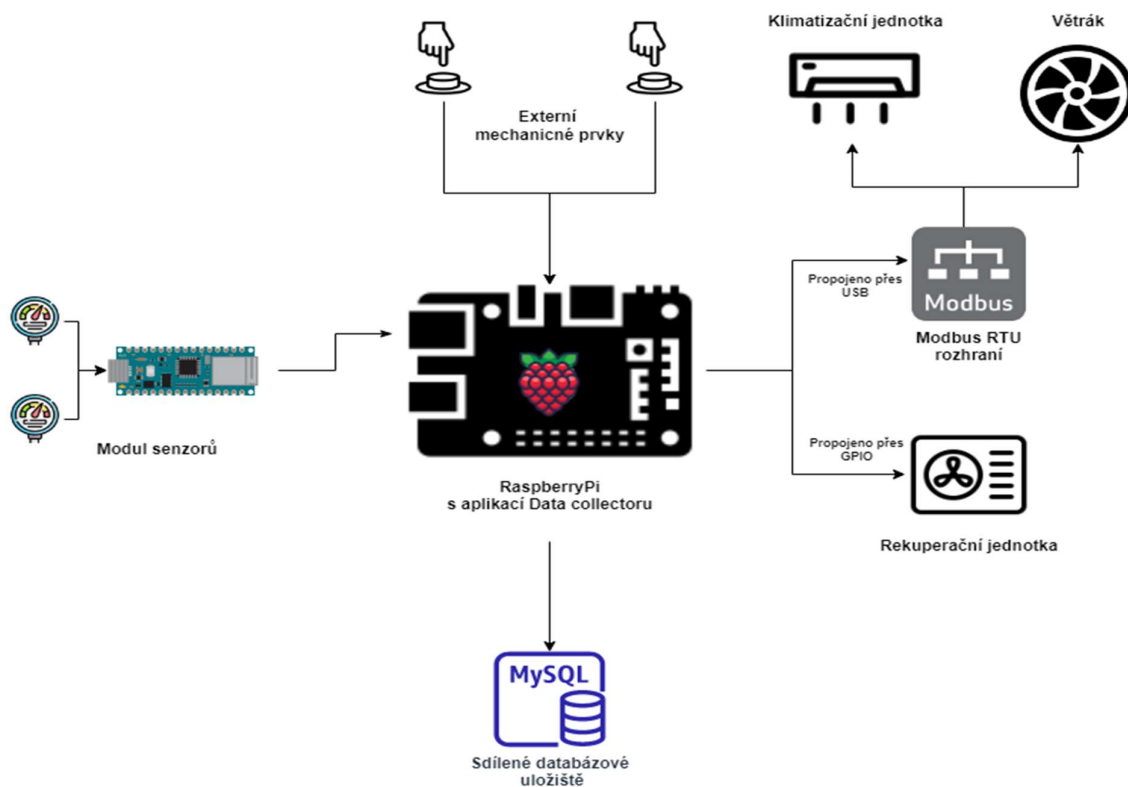 Klimatizační jednotka
Větrák
Externí
mechanicné prvky
Propojeno přes
USB
Modbus
Modbus RTU
rozhraní
Modul senzorů
Propojeno přes
GPIO
RaspberryPi
s aplikací Data collectoru
Rekuperační jednotka
MySQL
Sdílené databázové
uložiště